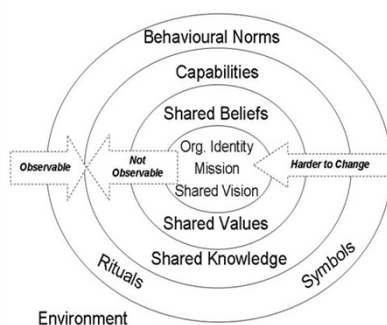 Behavioural Norms
Capabilities
Shared Beliefs
Org. Identity
Mission
Shared Vision
Observable
Not
Observable
Harder to Change
Shared Values
Shared Knowledge
Rituals
Symbols
Environment